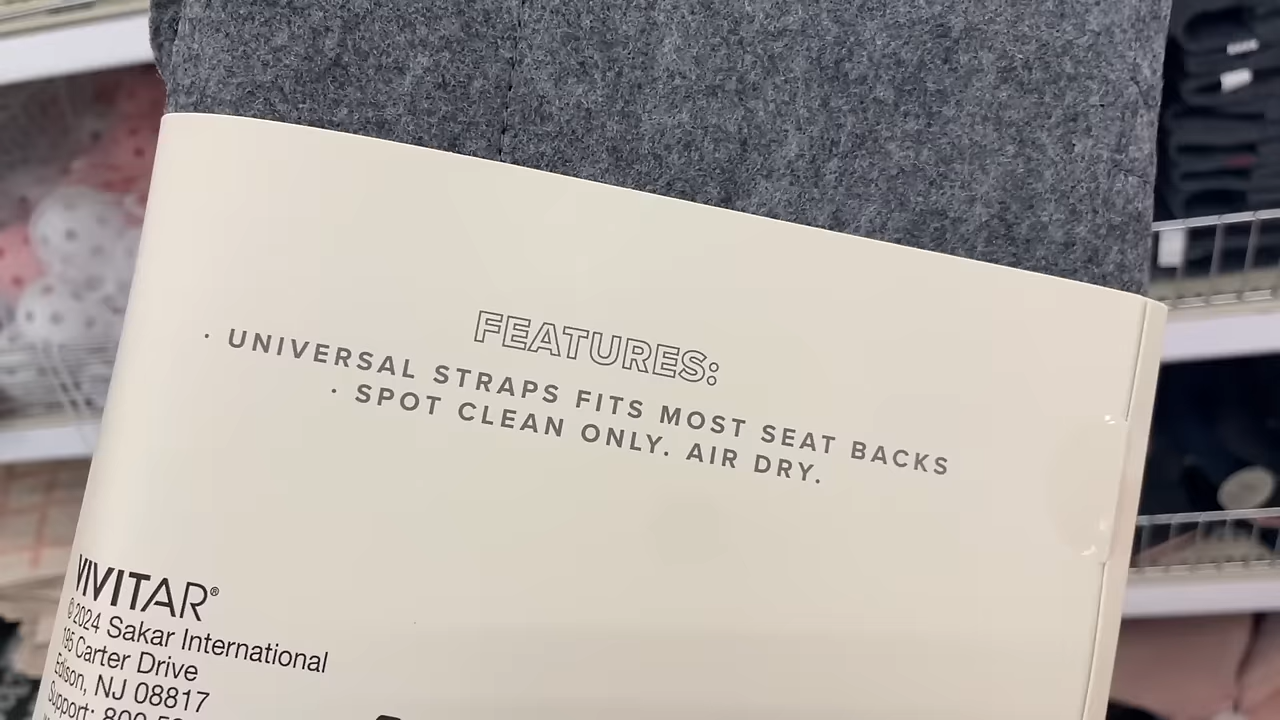 FEATURES:
· UNIVERSAL STRAPS FITS MOST SEAT BACKS
· SPOT CLEAN ONLY. AIR DRY.
VIVITAR®
©2024 Sakar International
195 Carter Drive
Edison, NJ 08817
Support: 800